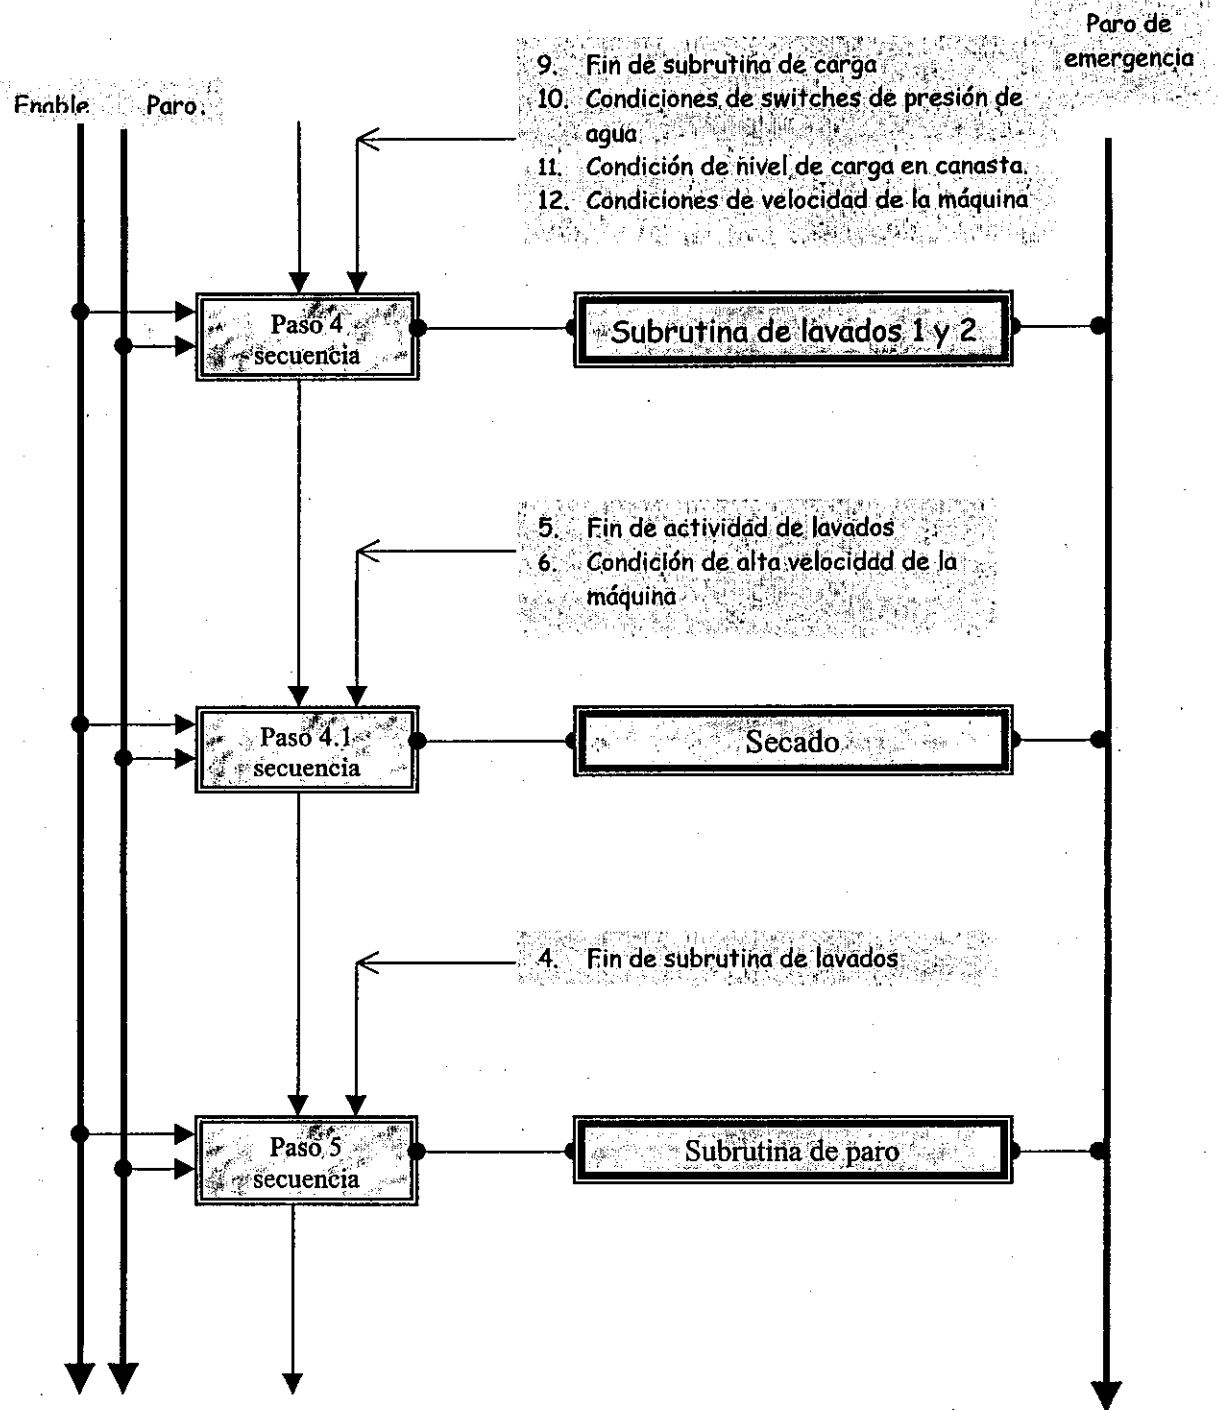 Paro de
emergencia
Enable
Paro.
9. Fin de subrutina de carga
10. Condiciones de switches de presión de
agua
11. Condición de nivel de carga en canasta.
12. Condiciones de velocidad de la máquina
Paso 4
secuencia
Subrutina de lavados 1 y 2
5. Fin de actividad de lavados
6. Condición de alta velocidad de la
máquina
Paso 4.1
secuencia
Secado
4. Fin de subrutina de lavados
Paso 5
secuencia
Subrutina de paro